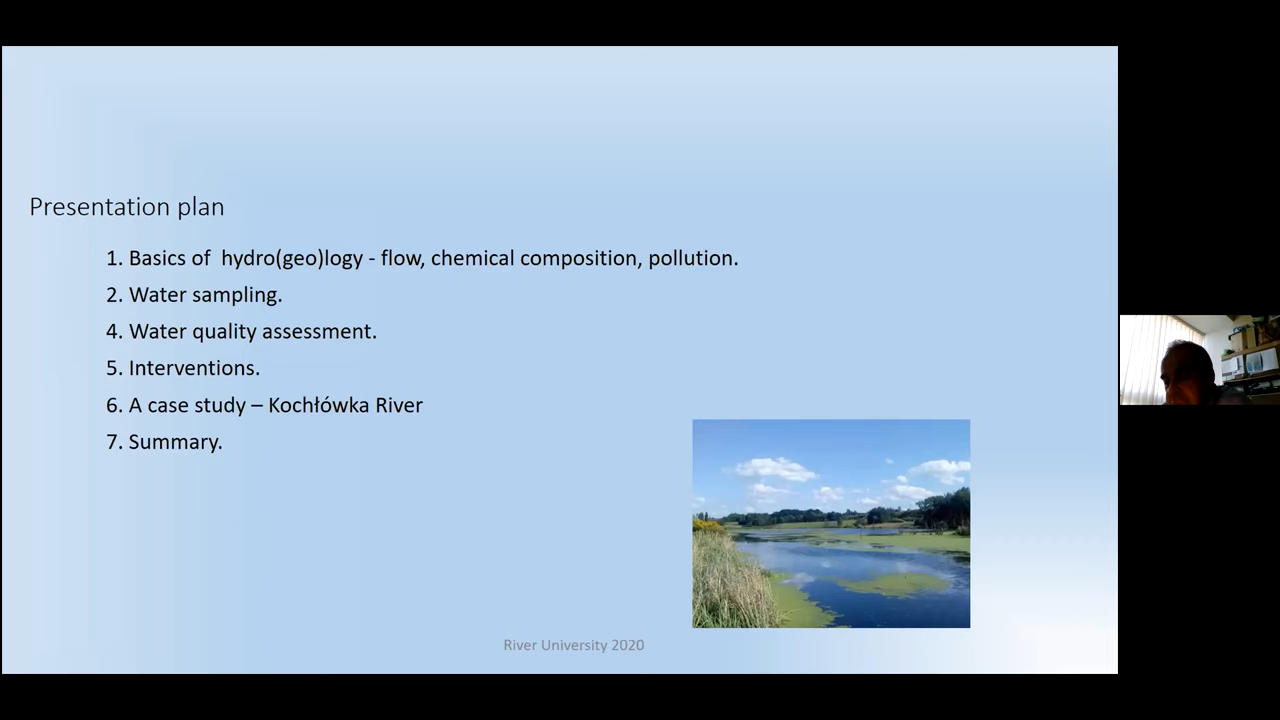 Presentation plan
1. Basics of  hydro(geo)logy - flow, chemical composition, pollution.
2. Water sampling.
4. Water quality assessment.
5. Interventions.
6. A case study – Kochłówka River
7. Summary.
River University 2020